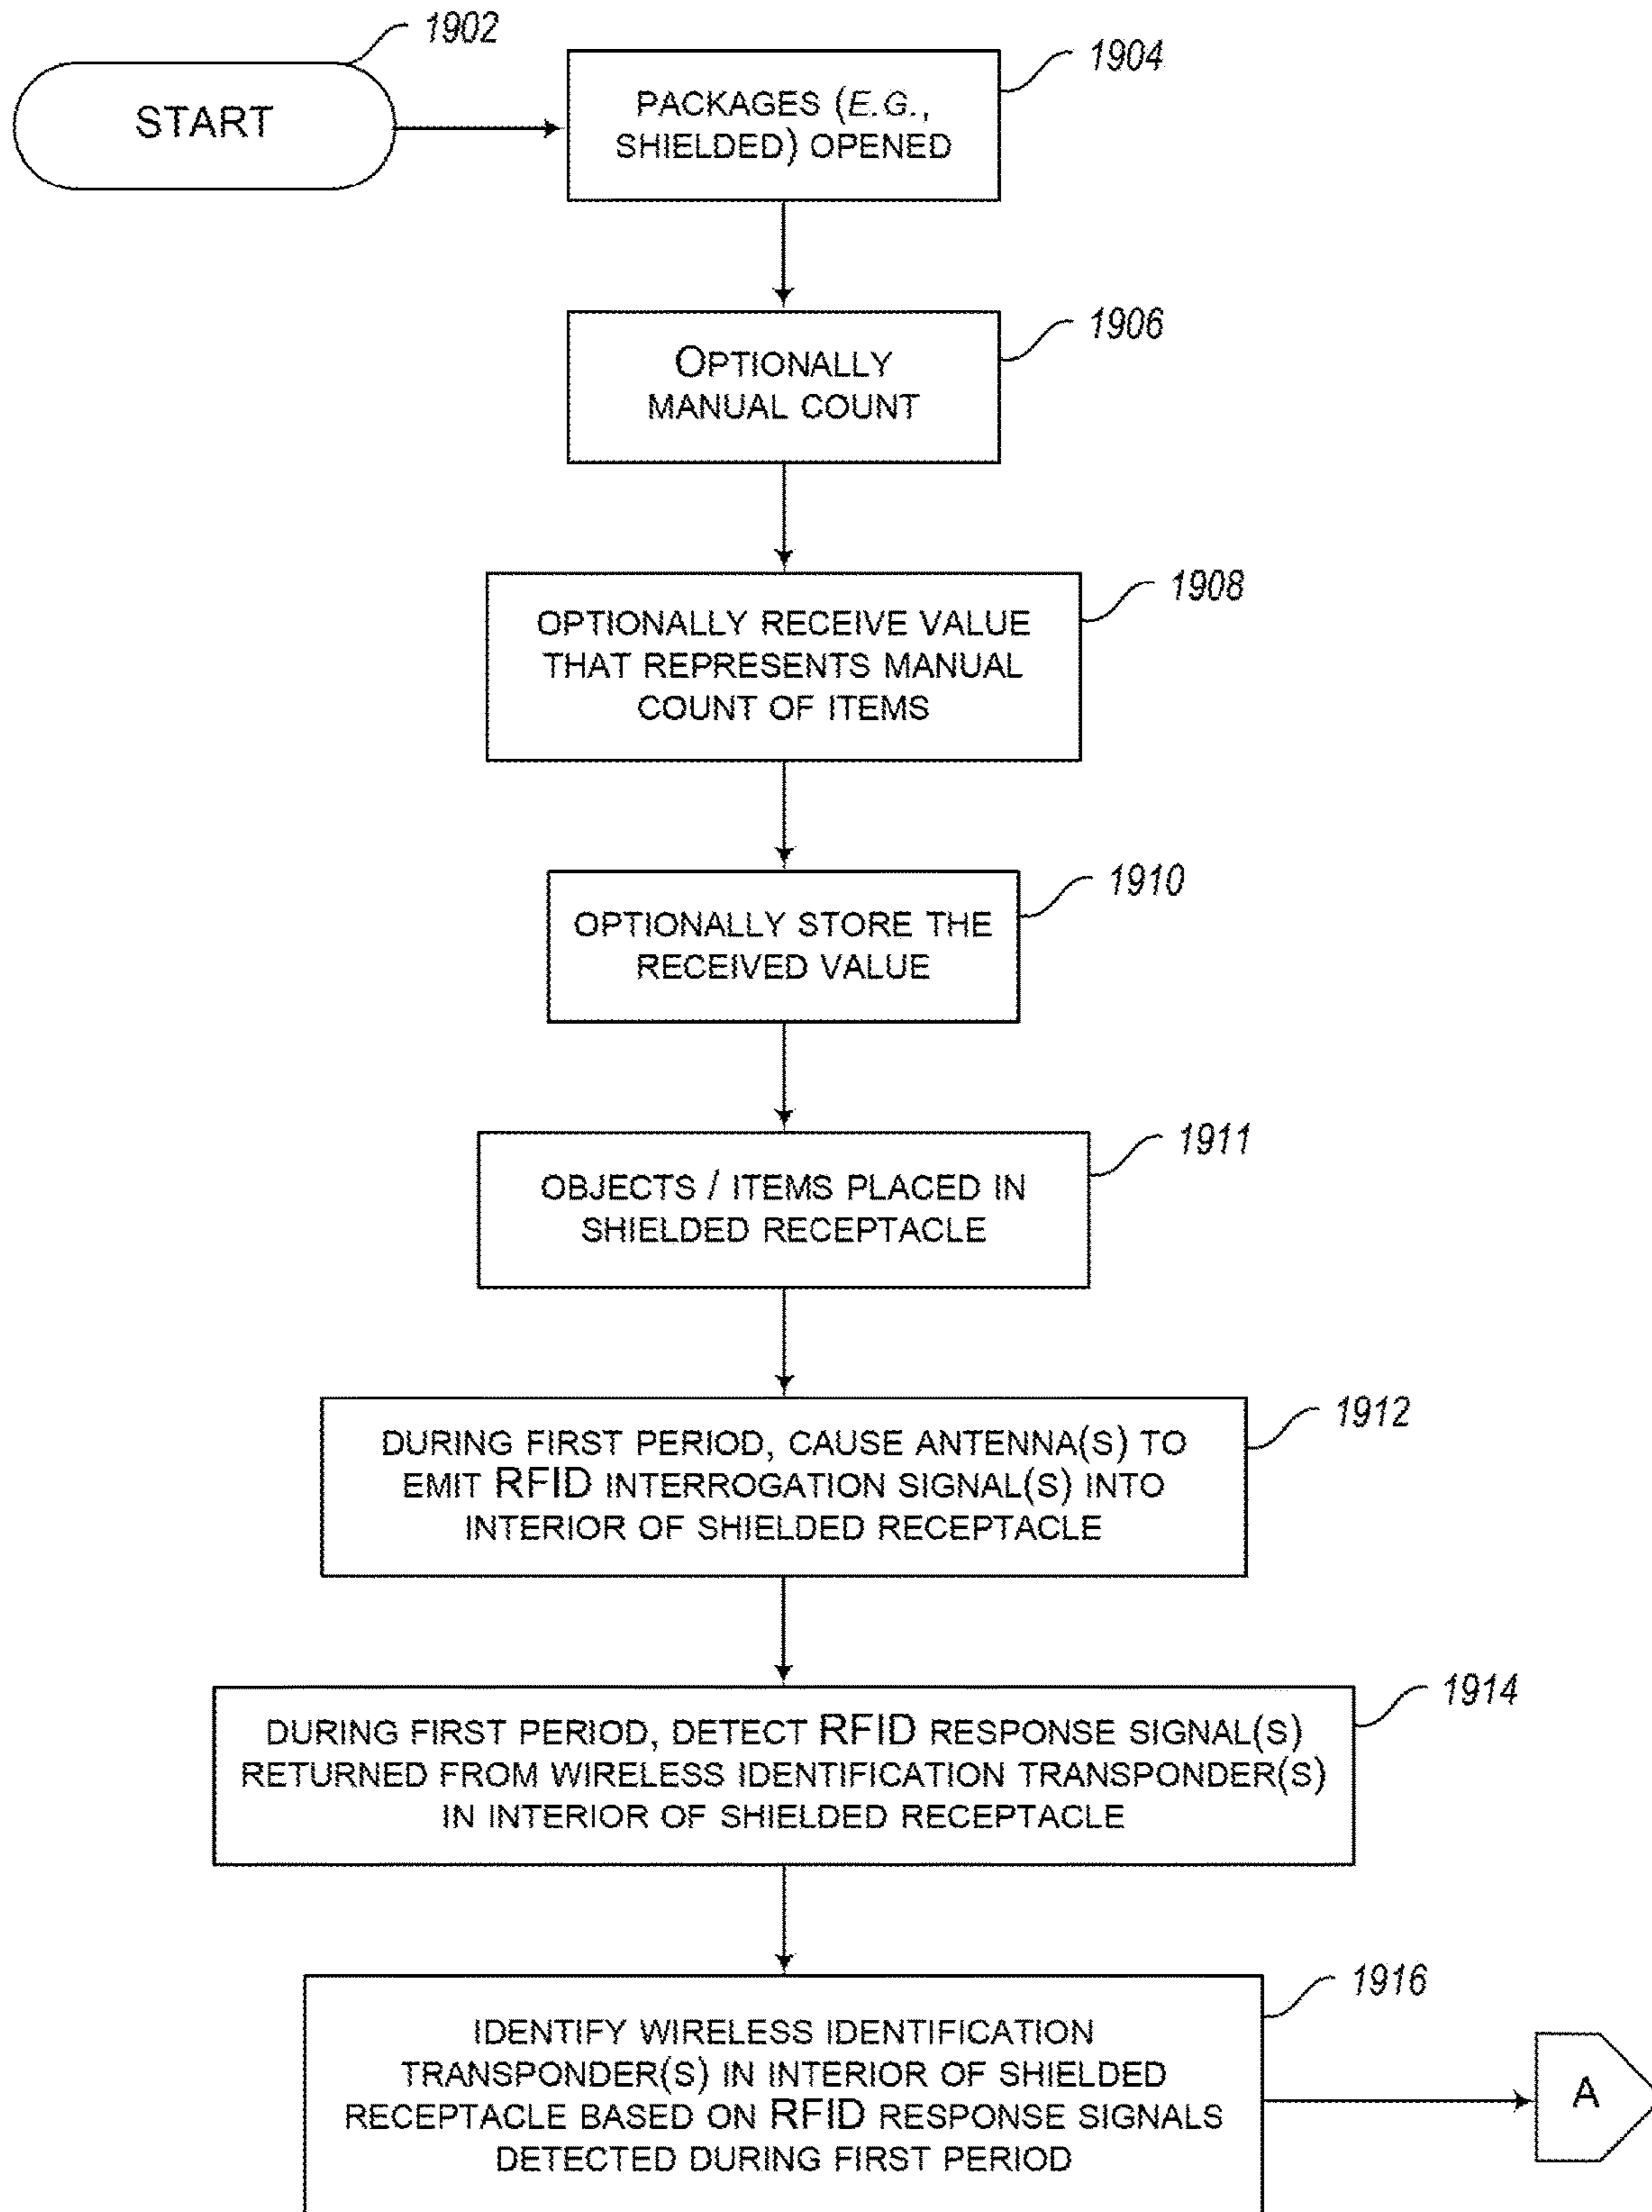 1902
START
1904
PACKAGES (E.G.,
SHIELDED) OPENED
1906
OPTIONALLY
MANUAL COUNT
1908
OPTIONALLY RECEIVE VALUE
THAT REPRESENTS MANUAL
COUNT OF ITEMS
1910
OPTIONALLY STORE THE
RECEIVED VALUE
1911
OBJECTS / ITEMS PLACED IN
SHIELDED RECEPTACLE
1912
DURING FIRST PERIOD, CAUSE ANTENNA(S) TO
EMIT RFID INTERROGATION SIGNAL(S) INTO
INTERIOR OF SHIELDED RECEPTACLE
1914
DURING FIRST PERIOD, DETECT RFID RESPONSE SIGNAL(S)
RETURNED FROM WIRELESS IDENTIFICATION TRANSPONDER(S)
IN INTERIOR OF SHIELDED RECEPTACLE
1916
IDENTIFY WIRELESS IDENTIFICATION
TRANSPONDER(S) IN INTERIOR OF SHIELDED
RECEPTACLE BASED ON RFID RESPONSE SIGNALS
DETECTED DURING FIRST PERIOD
A